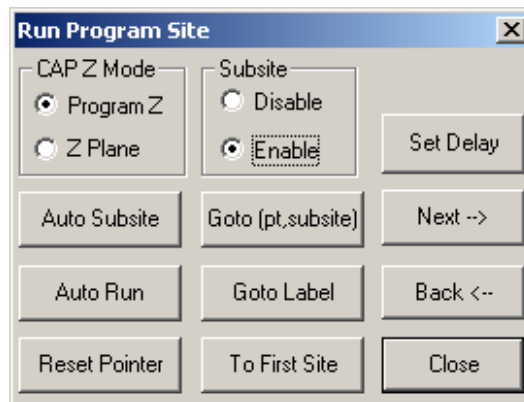 Run Program Site
CAP Z Mode
Program Z
Z Plane
Subsite
Disable
Enable
Set Delay
Auto Subsite
Goto (pt,subsite)
Next -->
Auto Run
Goto Label
Back <--
Reset Pointer
To First Site
Close